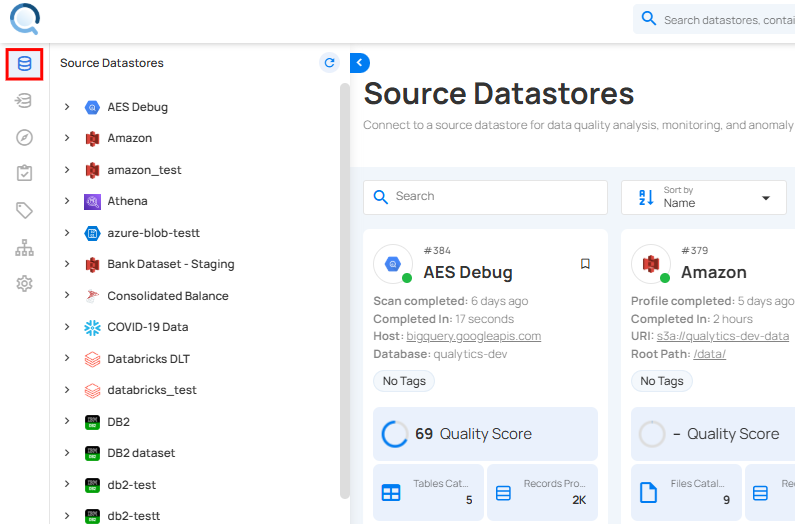 Search datastores, contai
Source Datastores
AES Debug
Amazon
amazon_test
Athena
azure-blob-testt
Bank Dataset - Staging
Consolidated Balance
COVID-19 Data
Databricks DLT
databricks_test
DB2
DB2 dataset
db2-test
db2-testt
Source Datastores
Connect to a source datastore for data quality analysis, monitoring, and anomaly
Search
Sort by
Name
#384
AES Debug
Scan completed: 6 days ago
Completed In: 17 seconds
Host: bigquery.googleapis.com
Database: qualytics-dev
No Tags
69 Quality Score
Tables Cat...
5
Records Pro...
2K
#379
Amazon
Profile completed: 5 days ago
Completed In: 2 hours
URI: s3a://qualytics-dev-data
Root Path: /data/
No Tags
– Quality Score
Files Catal...
9
Rec